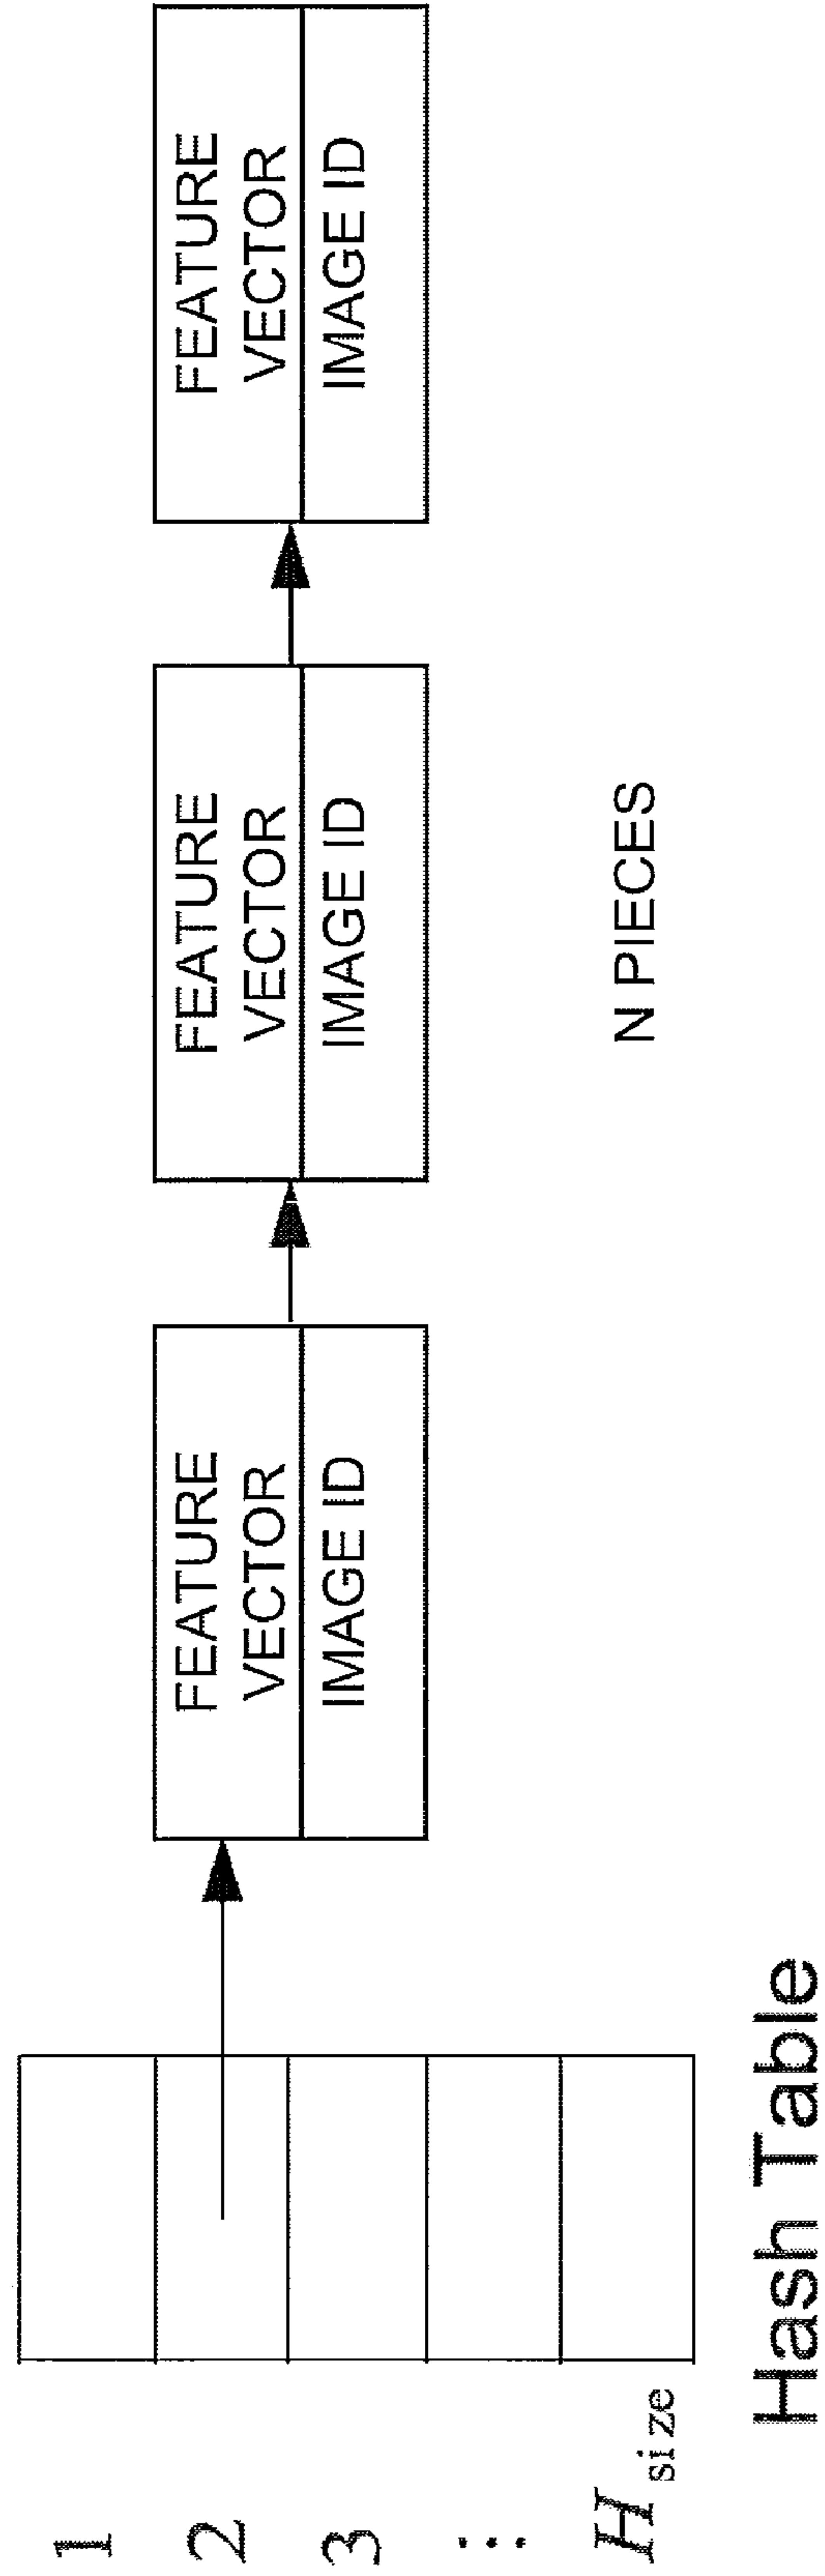 1
2
FEATURE
VECTOR
IMAGE ID
FEATURE
VECTOR
IMAGE ID
FEATURE
VECTOR
IMAGE ID
3
⋮
H size
N PIECES
Hash Table